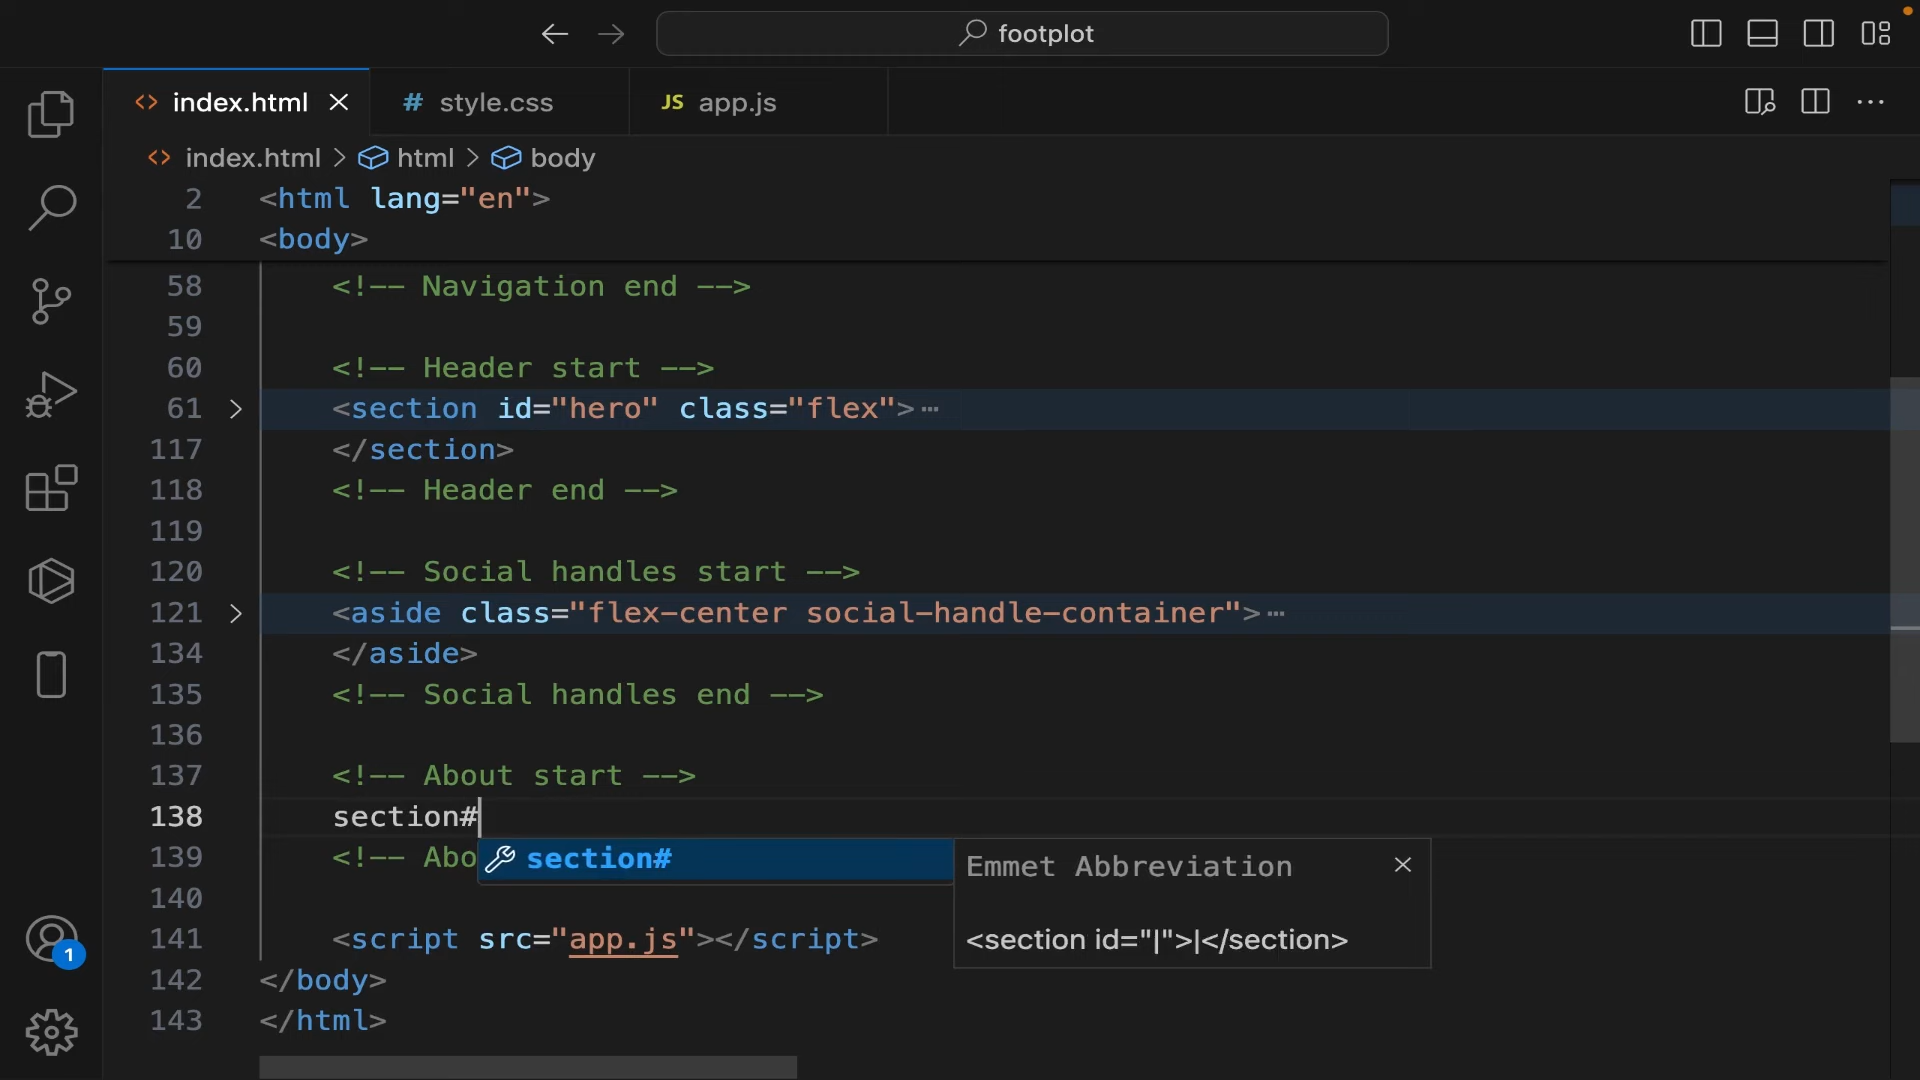 footplot
index.html
style.css
JS app.js
index.html > html > body
2 <html lang="en">
10 <body>
58 <!-- Navigation end -->
59
60 <!-- Header start -->
61 <section id="hero" class="flex">···
117 </section>
118 <!-- Header end -->
119
120 <!-- Social handles start -->
121 <aside class="flex-center social-handle-container">···
134 </aside>
135 <!-- Social handles end -->
136
137 <!-- About start -->
138 section#
139 <!-- Abo
section#
Emmet Abbreviation
<section id="|">|</section>
140
141 <script src="app.js"></script>
142 </body>
143 </html>
1